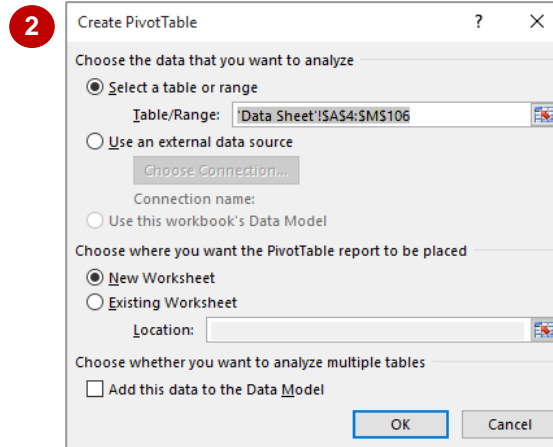 2
Create PivotTable ? ×
Choose the data that you want to analyze
Select a table or range
Table/Range: 'Data Sheet'!$A$4:$M$106
Use an external data source
Choose Connection...
Connection name:
Use this workbook's Data Model
Choose where you want the PivotTable report to be placed
New Worksheet
Existing Worksheet
Location:
Choose whether you want to analyze multiple tables
Add this data to the Data Model
OK Cancel